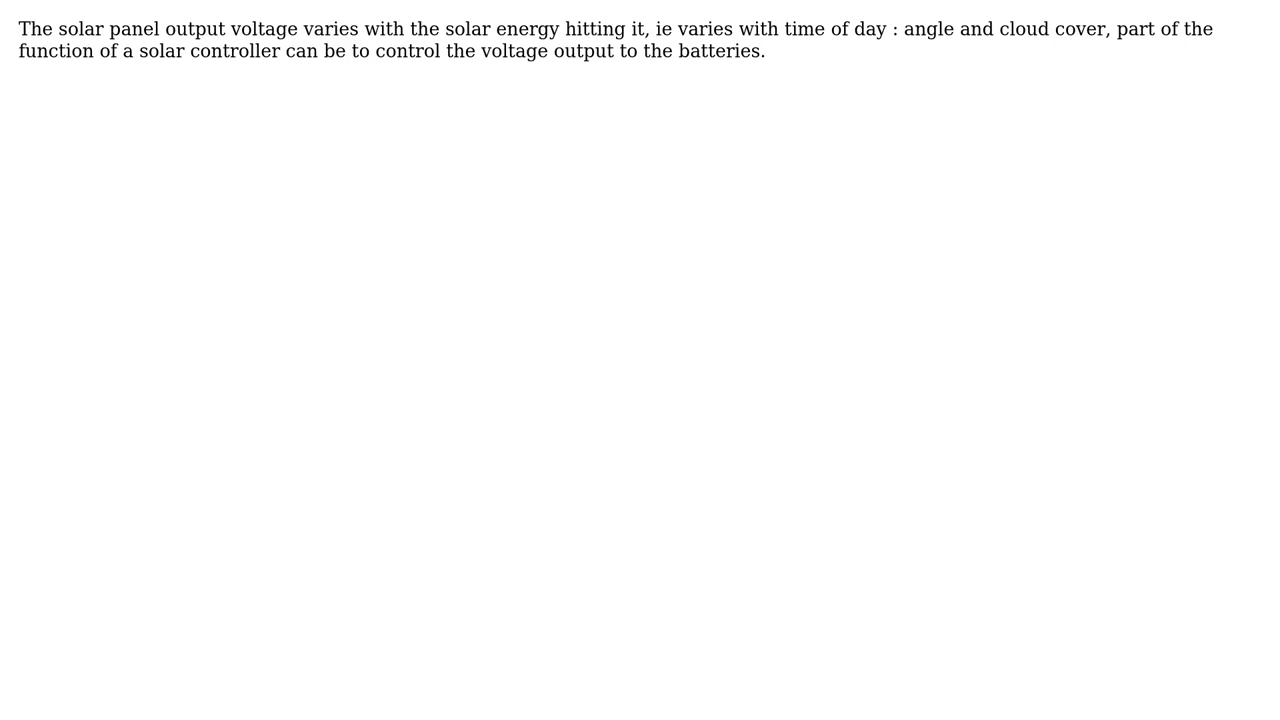 The solar panel output voltage varies with the solar energy hitting it, ie varies with time of day : angle and cloud cover, part of the
function of a solar controller can be to control the voltage output to the batteries.